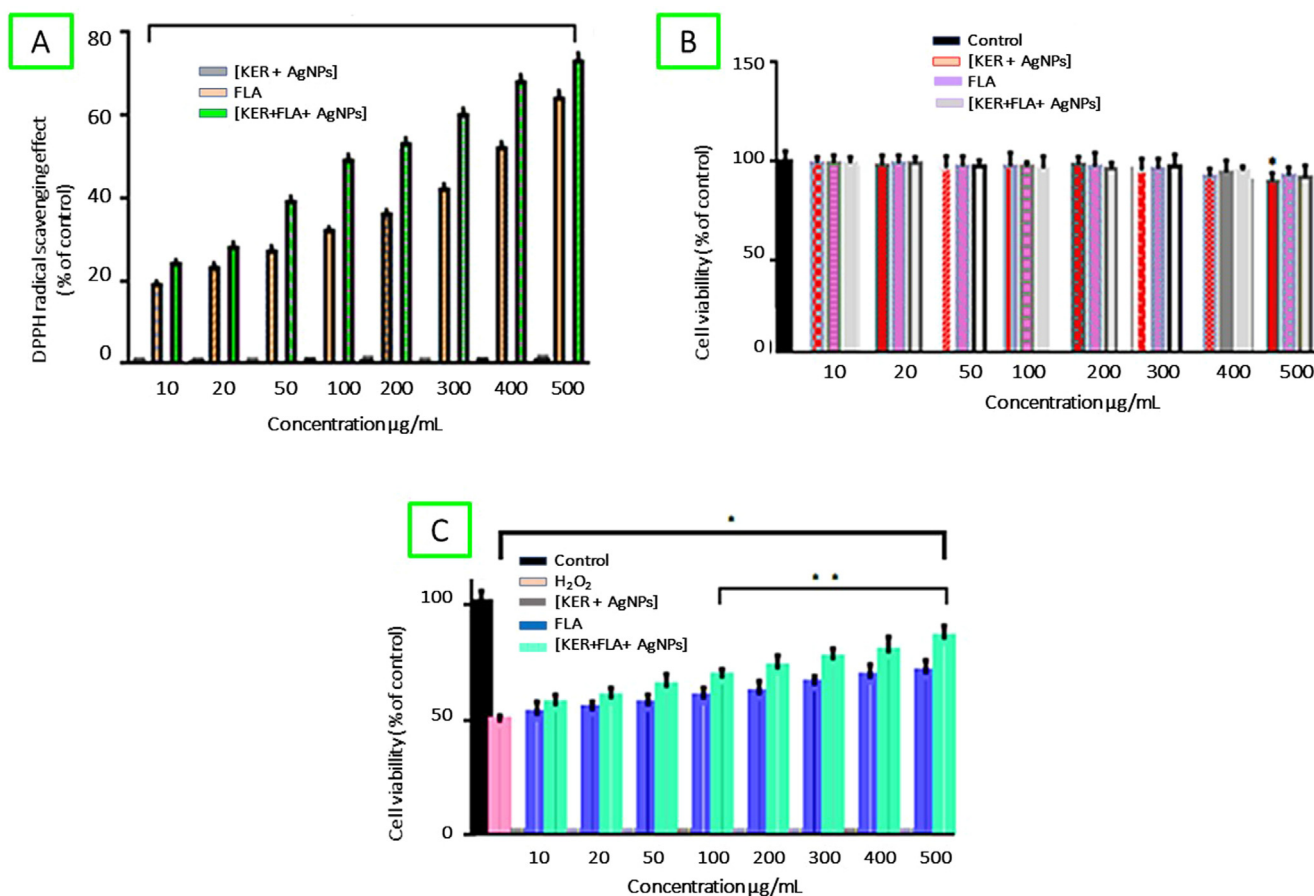 A
80
60
40
20
0
DPPH radical scavenging effect
(% of control)
[KER + AgNPs]
FLA
[KER+FLA+ AgNPs]
10 20 50 100 200 300 400 500
Concentration µg/mL
B
Control
[KER + AgNPs]
FLA
[KER+FLA+ AgNPs]
150
100
50
0
Cell viabillity (% of control)
*
10 20 50 100 200 300 400 500
Concentration µg/mL
C
*
* *
Control
H₂O₂
[KER + AgNPs]
FLA
[KER+FLA+ AgNPs]
100
50
0
Cell viabillity (% of control)
10 20 50 100 200 300 400 500
Concentration µg/mL